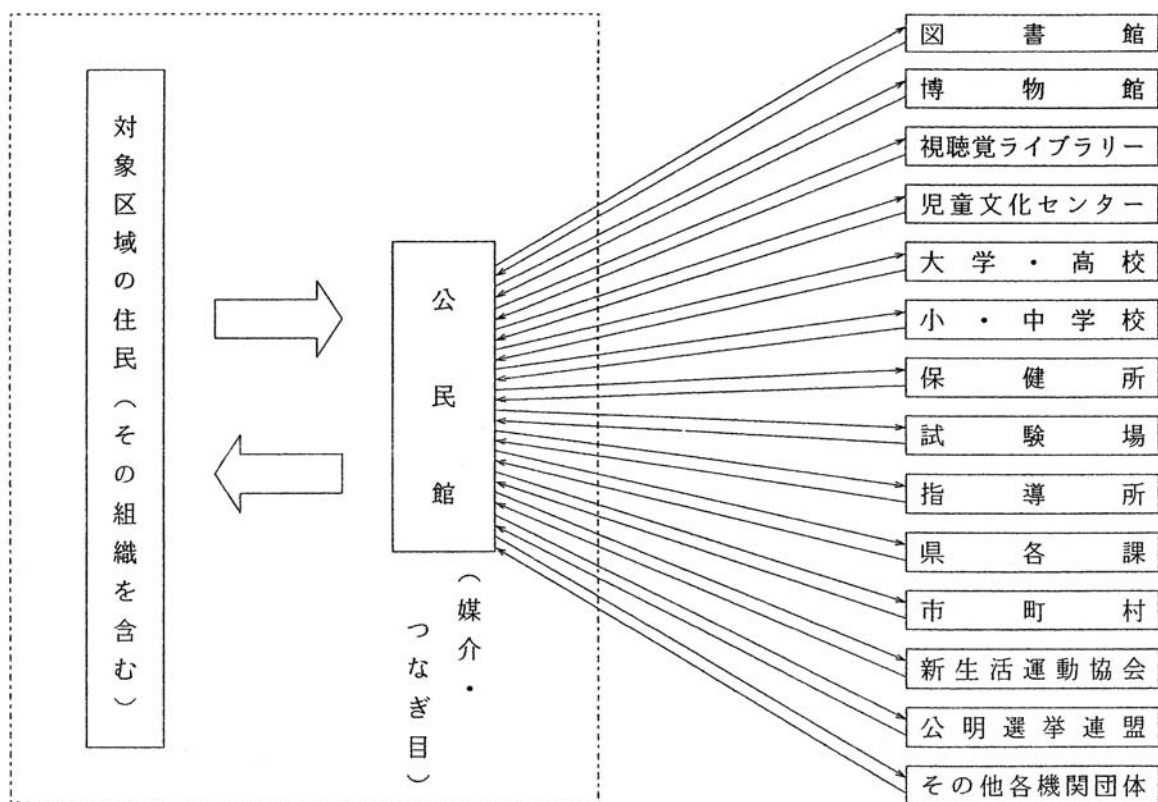 対象区域の住民（その組織を含む）
公民館
（媒介・
つなぎ目）
図書館
博物館
視聴覚ライブラリー
児童文化センター
大学・高校
小・中学校
保健所
試験場
指導所
県各課
市町村
新生活運動協会
公明選挙連盟
その他各機関団体